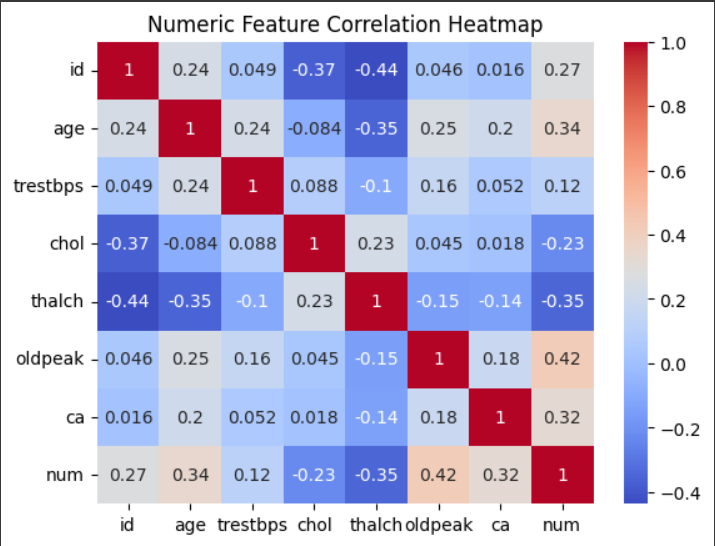 Numeric Feature Correlation Heatmap
id 1 0.24 0.049 -0.37 -0.44 0.046 0.016 0.27
age 0.24 1 0.24 -0.084 -0.35 0.25 0.2 0.34
trestbps 0.049 0.24 1 0.088 -0.1 0.16 0.052 0.12
chol -0.37 -0.084 0.088 1 0.23 0.045 0.018 -0.23
thalch -0.44 -0.35 -0.1 0.23 1 -0.15 -0.14 -0.35
oldpeak 0.046 0.25 0.16 0.045 -0.15 1 0.18 0.42
ca 0.016 0.2 0.052 0.018 -0.14 0.18 1 0.32
num 0.27 0.34 0.12 -0.23 -0.35 0.42 0.32 1
id age trestbps chol thalch oldpeak ca num
1.0
0.8
0.6
0.4
0.2
0.0
−0.2
−0.4